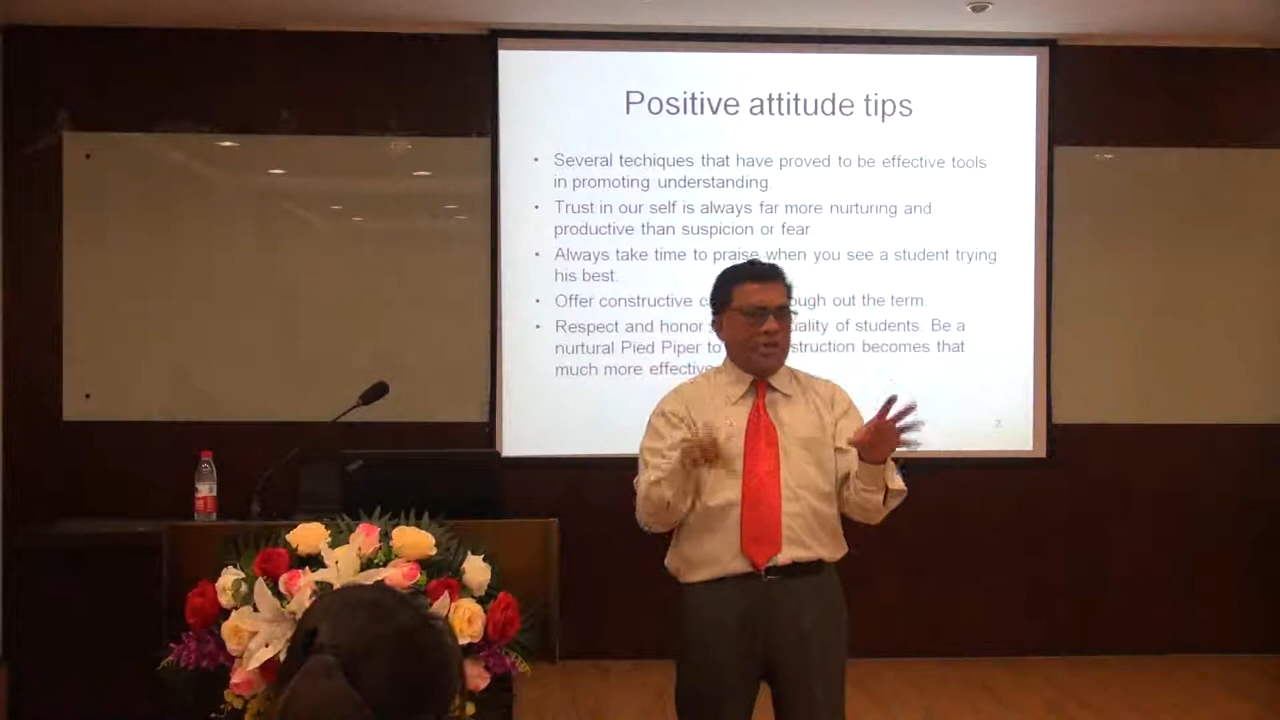 Positive attitude tips
• Several techiques that have proved to be effective tools
in promoting understanding.
• Trust in our self is always far more nurturing and
productive than suspicion or fear.
• Always take time to praise when you see a student trying
his best.
• Offer constructive out the term.
• Respect and honor of students. Be a
nurtural Pied Piper to becomes that
much more effective